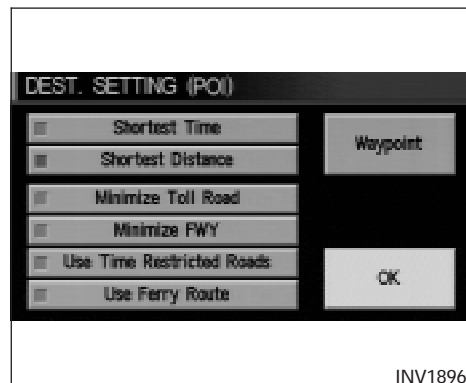 DEST. SETTING (POI)
Shortest Time
Shortest Distance
Minimize Toll Road
Minimize FWY
Use Time Restricted Roads
Use Ferry Route
Waypoint
OK
INV1896